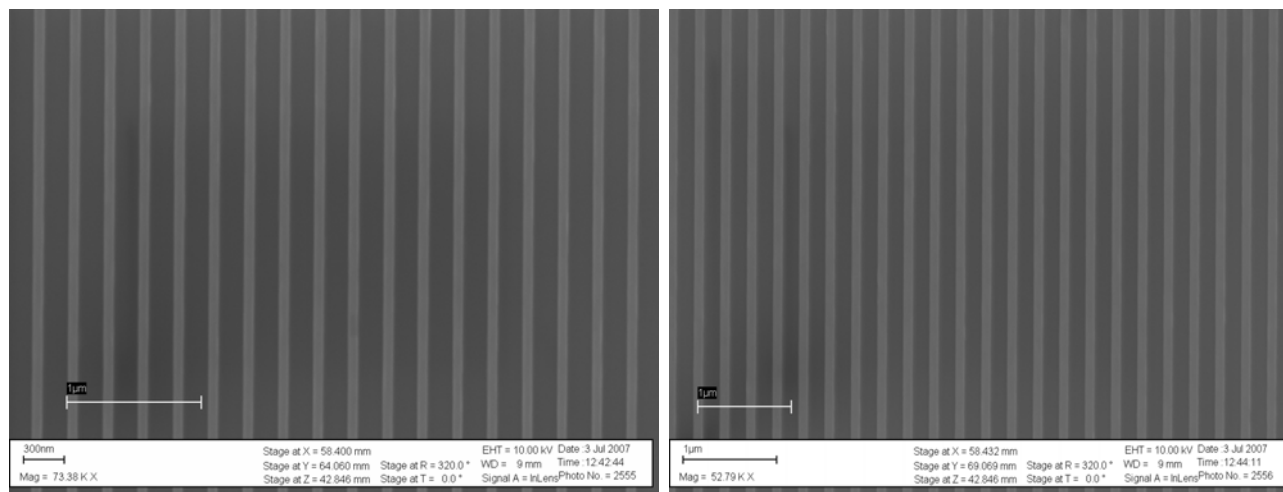 1µm
300nm
Mag = 73.38 K X
Stage at X = 58.400 mm
Stage at Y = 64.060 mm Stage at R = 320.0 °
Stage at Z = 42.846 mm Stage at T = 0.0 °
EHT = 10.00 kV Date :3 Jul 2007
WD = 9 mm Time :12:42:44
Signal A = InLens Photo No. = 2555
1µm
1µm
Mag = 52.79 K X
Stage at X = 58.432 mm
Stage at Y = 69.069 mm Stage at R = 320.0 °
Stage at Z = 42.846 mm Stage at T = 0.0 °
EHT = 10.00 kV Date :3 Jul 2007
WD = 9 mm Time :12:44:11
Signal A = InLens Photo No. = 2556